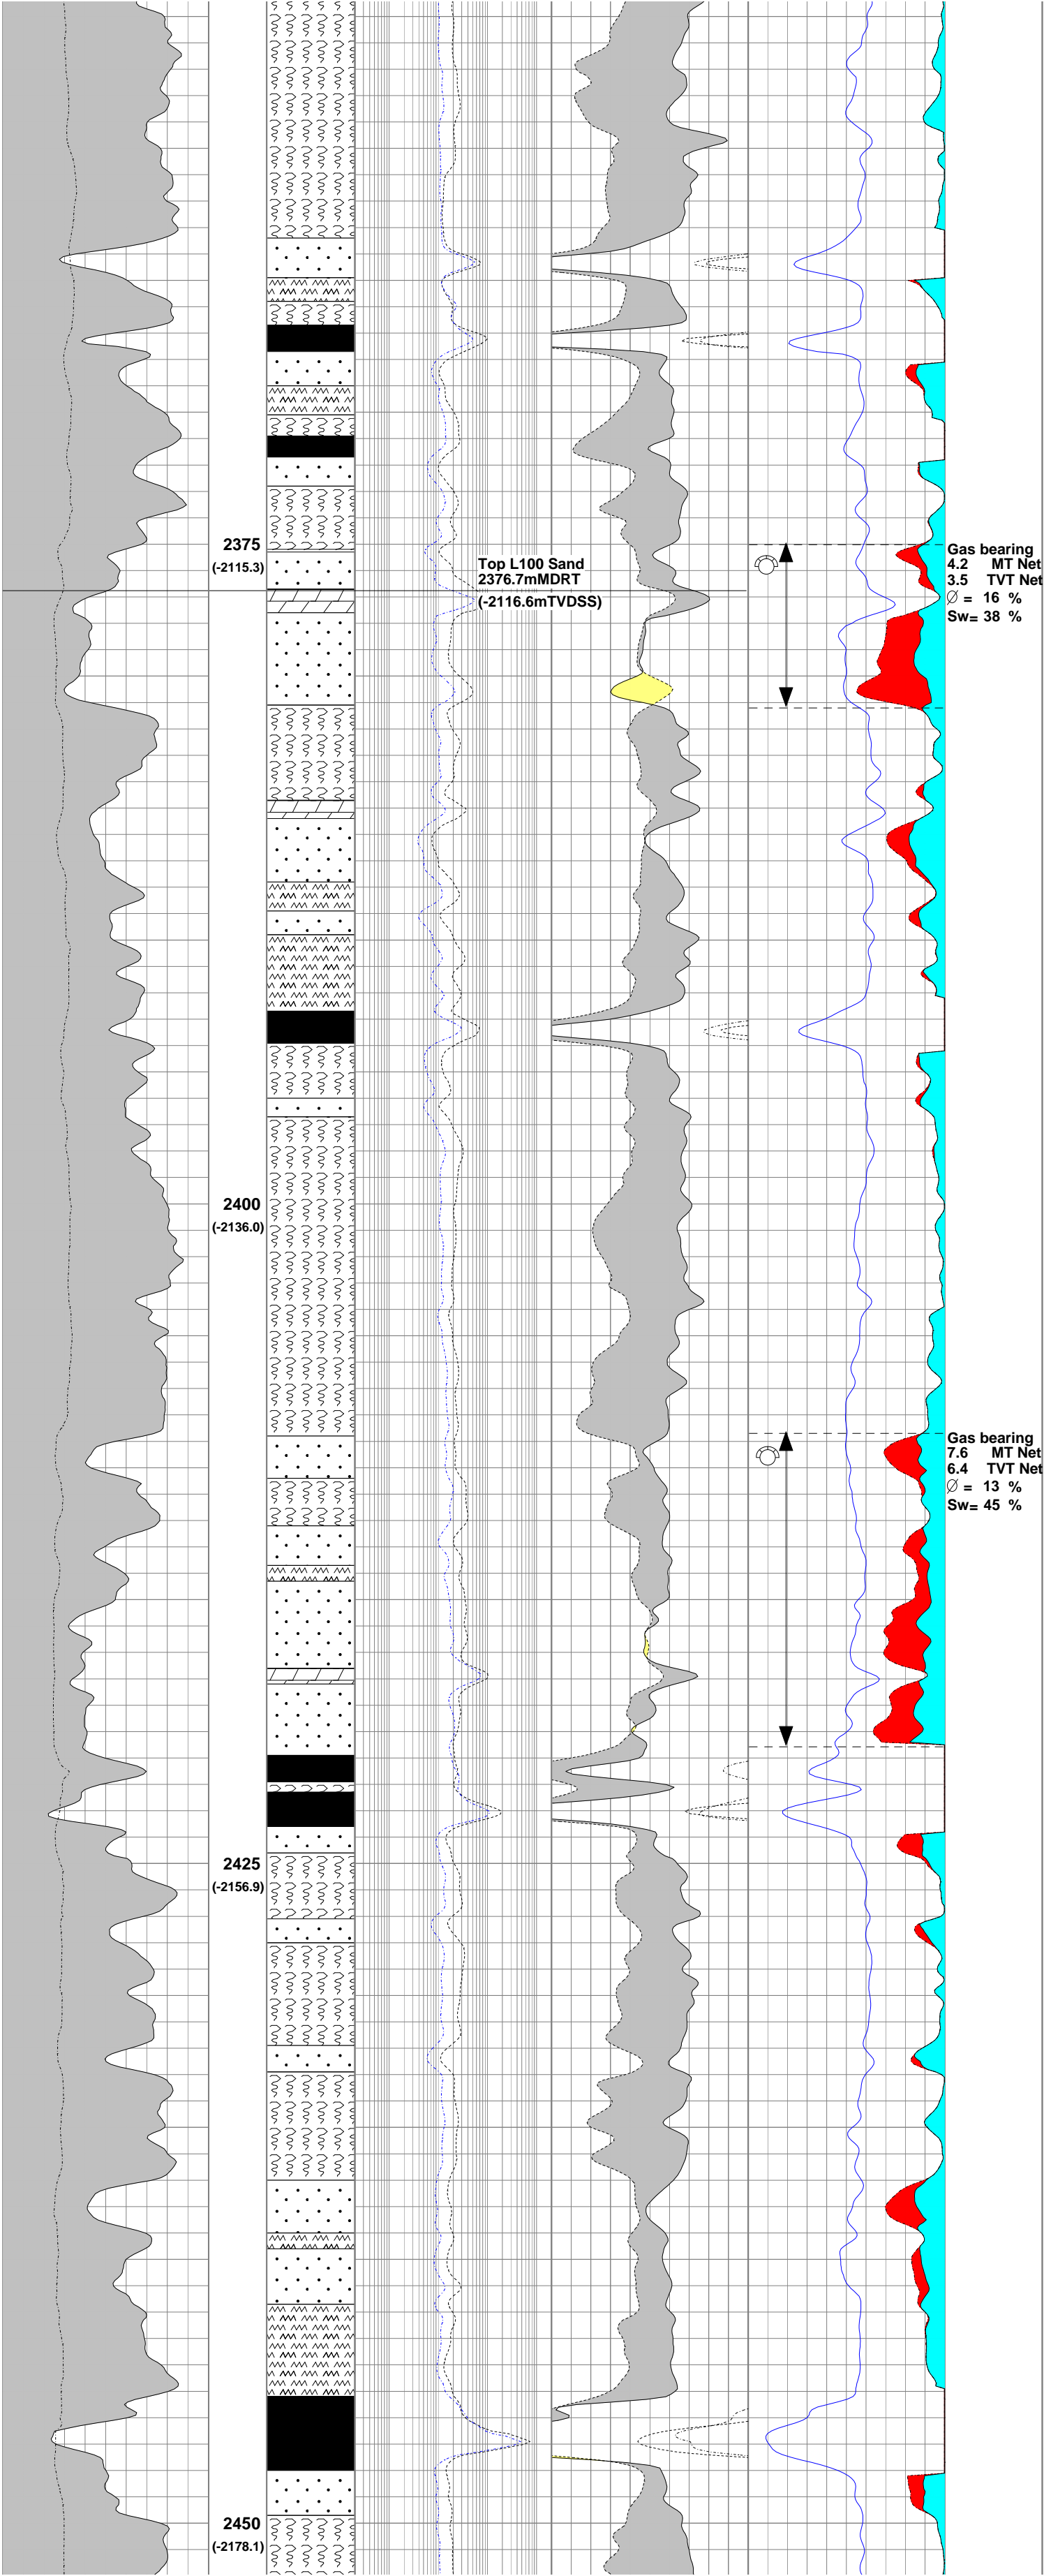 2375
(-2115.3)
Top L100 Sand
2376.7mMDRT
(-2116.6mTVDSS)
Gas bearing
4.2 MT Net
3.5 TVT Net
Ø = 16 %
Sw= 38 %
2400
(-2136.0)
Gas bearing
7.6 MT Net
6.4 TVT Net
Ø = 13 %
Sw= 45 %
2425
(-2156.9)
2450
(-2178.1)